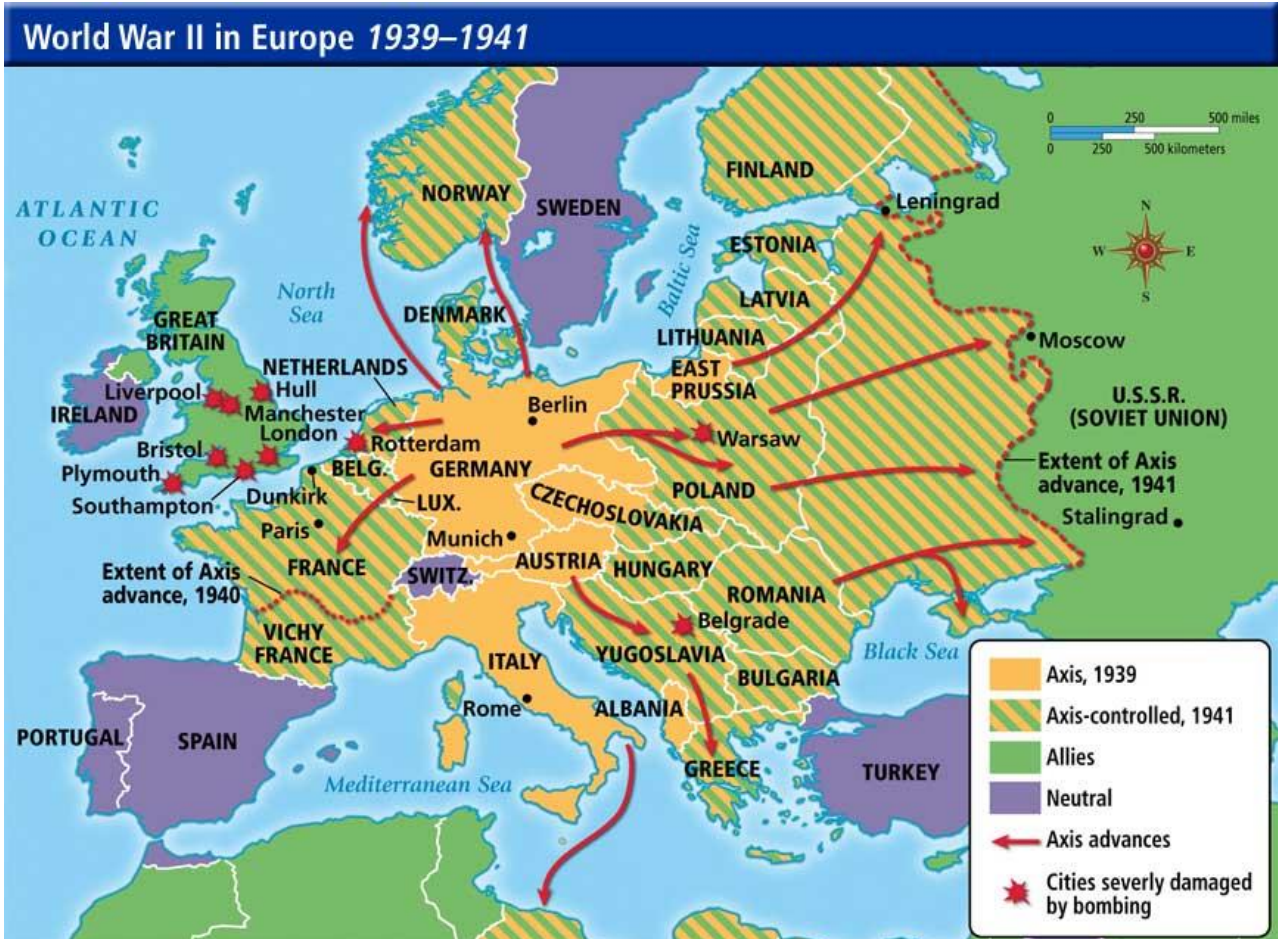 World War II in Europe 1939–1941
0 250 500 miles
0 250 500 kilometers
N
W E
S
ATLANTIC
OCEAN
North
Sea
Baltic Sea
NORWAY
SWEDEN
FINLAND
Leningrad
ESTONIA
LATVIA
LITHUANIA
EAST
PRUSSIA
DENMARK
GREAT
BRITAIN
NETHERLANDS
IRELAND
Liverpool
Hull
Manchester
London
Bristol
Plymouth
Southampton
Rotterdam
BELG.
Dunkirk
LUX.
Paris
Berlin
GERMANY
Munich
Warsaw
POLAND
CZECHOSLOVAKIA
AUSTRIA
HUNGARY
Moscow
U.S.S.R.
(SOVIET UNION)
Extent of Axis
advance, 1941
Stalingrad
FRANCE
SWITZ.
Extent of Axis
advance, 1940
VICHY
FRANCE
ROMANIA
Belgrade
YUGOSLAVIA
BULGARIA
Black Sea
ITALY
Rome
ALBANIA
GREECE
TURKEY
PORTUGAL
SPAIN
Mediterranean Sea
Axis, 1939
Axis-controlled, 1941
Allies
Neutral
Axis advances
Cities severly damaged
by bombing